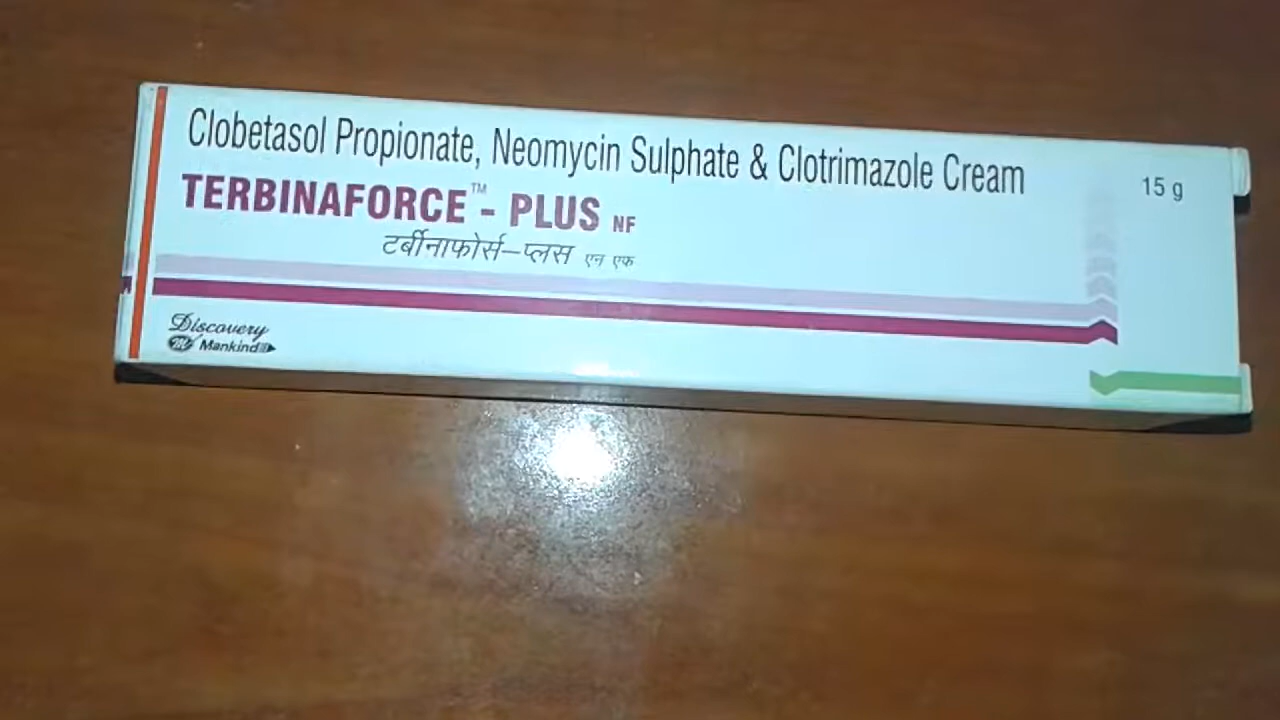 Clobetasol Propionate, Neomycin Sulphate & Clotrimazole Cream
15 g
TERBINAFORCE™- PLUS NF
टर्बीनाफोर्स–प्लस एन एफ
Discovery
M Mankind